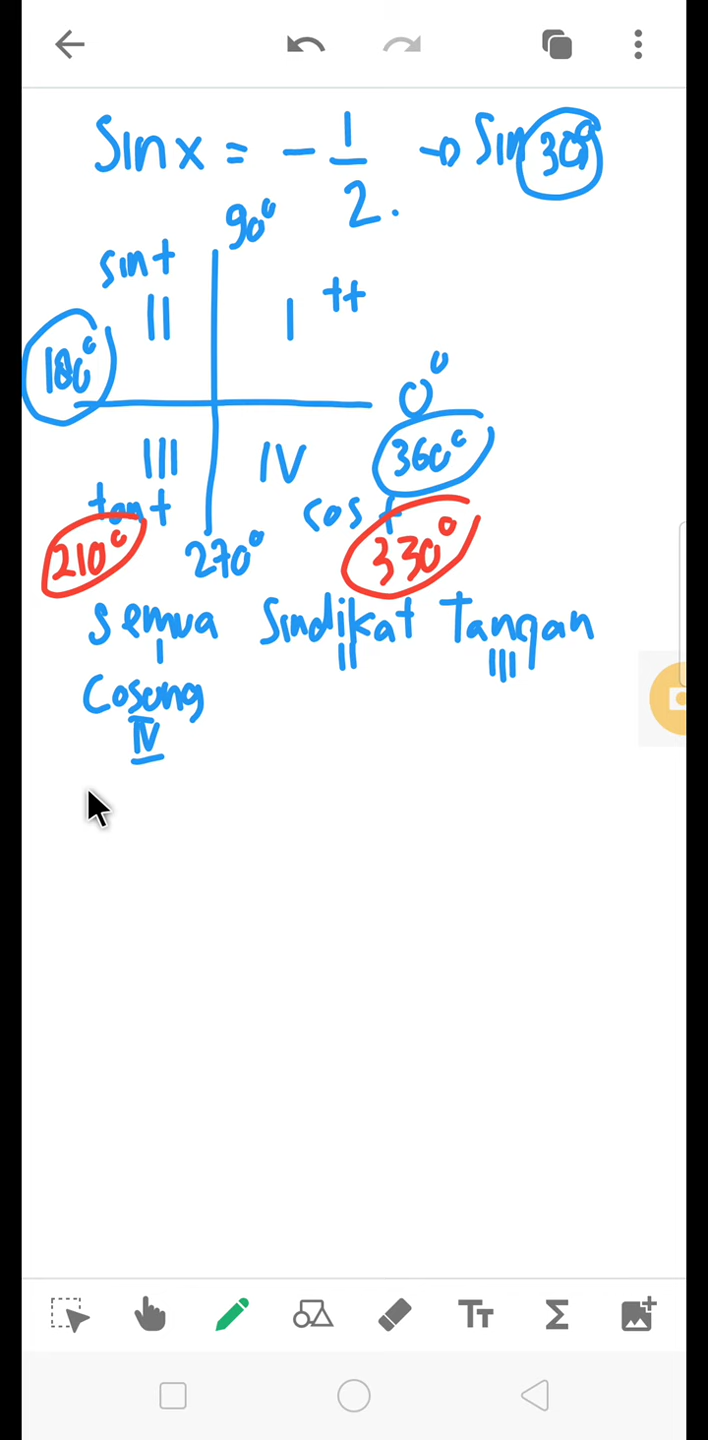 Sin x = - 1/2. → Sin 30°
90°
sin +
II I ++
180° 0°
III IV 360°
tan + cos +
210° 270° 330°
Semua Sindikat Tangan
I II III
Cosong
IV
Tт Σ